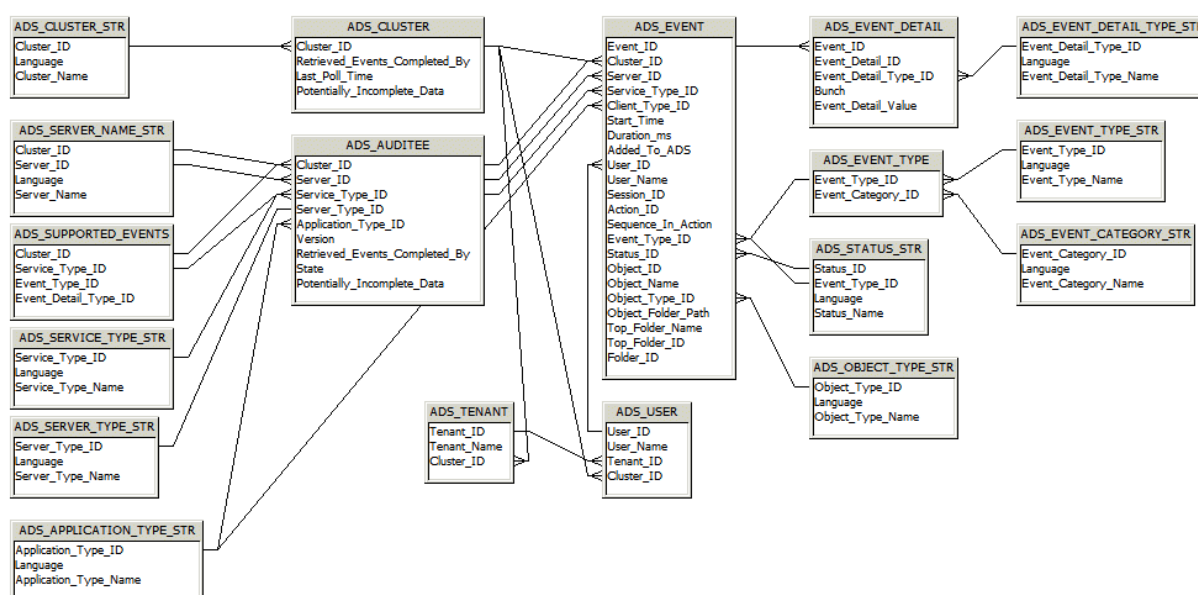 ADS_CLUSTER_STR
Cluster_ID
Language
Cluster_Name
ADS_SERVER_NAME_STR
Cluster_ID
Server_ID
Language
Server_Name
ADS_SUPPORTED_EVENTS
Cluster_ID
Service_Type_ID
Event_Type_ID
Event_Detail_Type_ID
ADS_SERVICE_TYPE_STR
Service_Type_ID
Language
Service_Type_Name
ADS_SERVER_TYPE_STR
Server_Type_ID
Language
Server_Type_Name
ADS_APPLICATION_TYPE_STR
Application_Type_ID
Language
Application_Type_Name
ADS_CLUSTER
Cluster_ID
Retrieved_Events_Completed_By
Last_Poll_Time
Potentially_Incomplete_Data
ADS_AUDITEE
Cluster_ID
Server_ID
Service_Type_ID
Server_Type_ID
Application_Type_ID
Version
Retrieved_Events_Completed_By
State
Potentially_Incomplete_Data
ADS_TENANT
Tenant_ID
Tenant_Name
Cluster_ID
ADS_EVENT
Event_ID
Cluster_ID
Server_ID
Service_Type_ID
Client_Type_ID
Start_Time
Duration_ms
Added_To_ADS
User_ID
User_Name
Session_ID
Action_ID
Sequence_In_Action
Event_Type_ID
Status_ID
Object_ID
Object_Name
Object_Type_ID
Object_Folder_Path
Top_Folder_Name
Top_Folder_ID
Folder_ID
ADS_USER
User_ID
User_Name
Tenant_ID
Cluster_ID
ADS_EVENT_DETAIL
Event_ID
Event_Detail_ID
Event_Detail_Type_ID
Bunch
Event_Detail_Value
ADS_EVENT_TYPE
Event_Type_ID
Event_Category_ID
ADS_STATUS_STR
Status_ID
Event_Type_ID
Language
Status_Name
ADS_OBJECT_TYPE_STR
Object_Type_ID
Language
Object_Type_Name
ADS_EVENT_DETAIL_TYPE_ST
Event_Detail_Type_ID
Language
Event_Detail_Type_Name
ADS_EVENT_TYPE_STR
Event_Type_ID
Language
Event_Type_Name
ADS_EVENT_CATEGORY_STR
Event_Category_ID
Language
Event_Category_Name